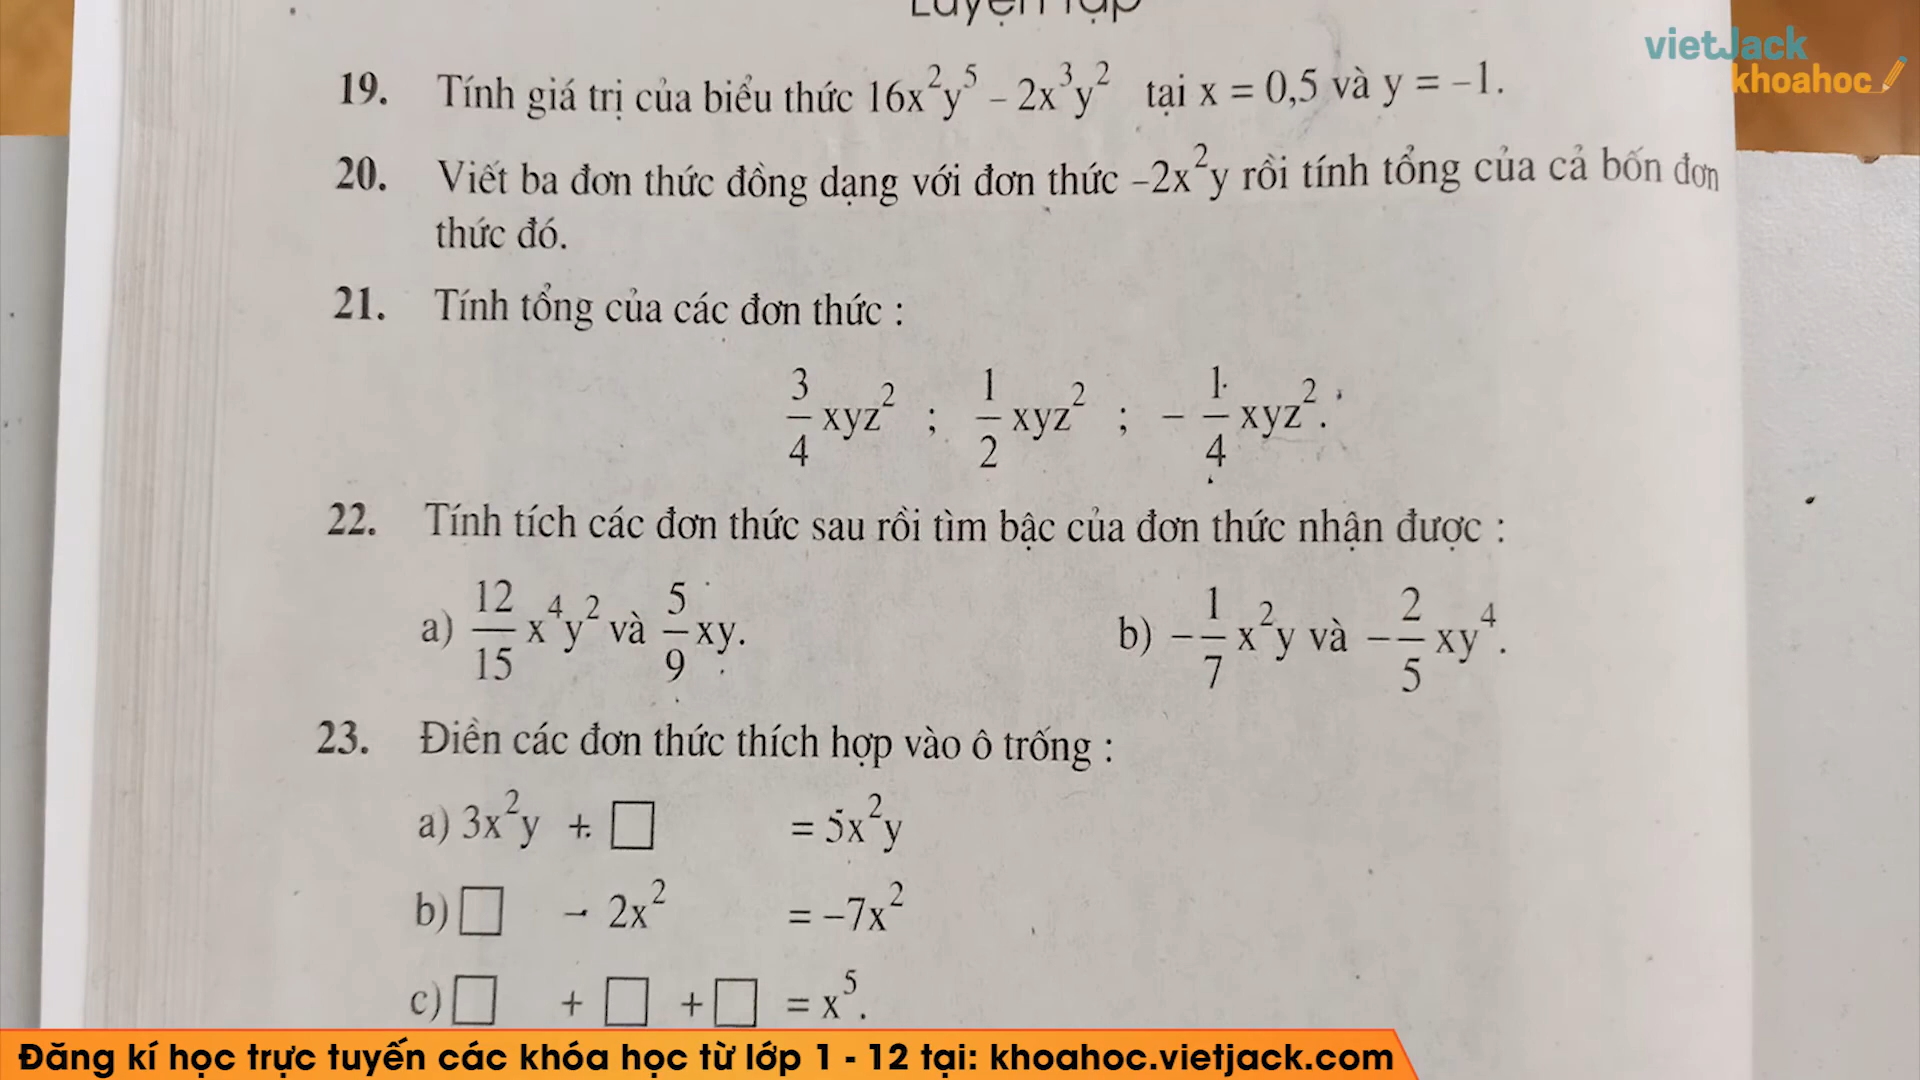 Luyện tập
vietJack
khoahoc
19. Tính giá trị của biểu thức 16x²y⁵ – 2x³y² tại x = 0,5 và y = –1.
20. Viết ba đơn thức đồng dạng với đơn thức –2x²y rồi tính tổng của cả bốn đơn
thức đó.
21. Tính tổng của các đơn thức :
3/4 xyz² ; 1/2 xyz² ; – 1/4 xyz².
22. Tính tích các đơn thức sau rồi tìm bậc của đơn thức nhận được :
a) 12/15 x⁴y² và 5/9 xy. b) – 1/7 x²y và – 2/5 xy⁴.
23. Điền các đơn thức thích hợp vào ô trống :
a) 3x²y + □ = 5x²y
b) □ – 2x² = –7x²
c) □ + □ + □ = x⁵.
Đăng kí học trực tuyến các khóa học từ lớp 1 - 12 tại: khoahoc.vietjack.com